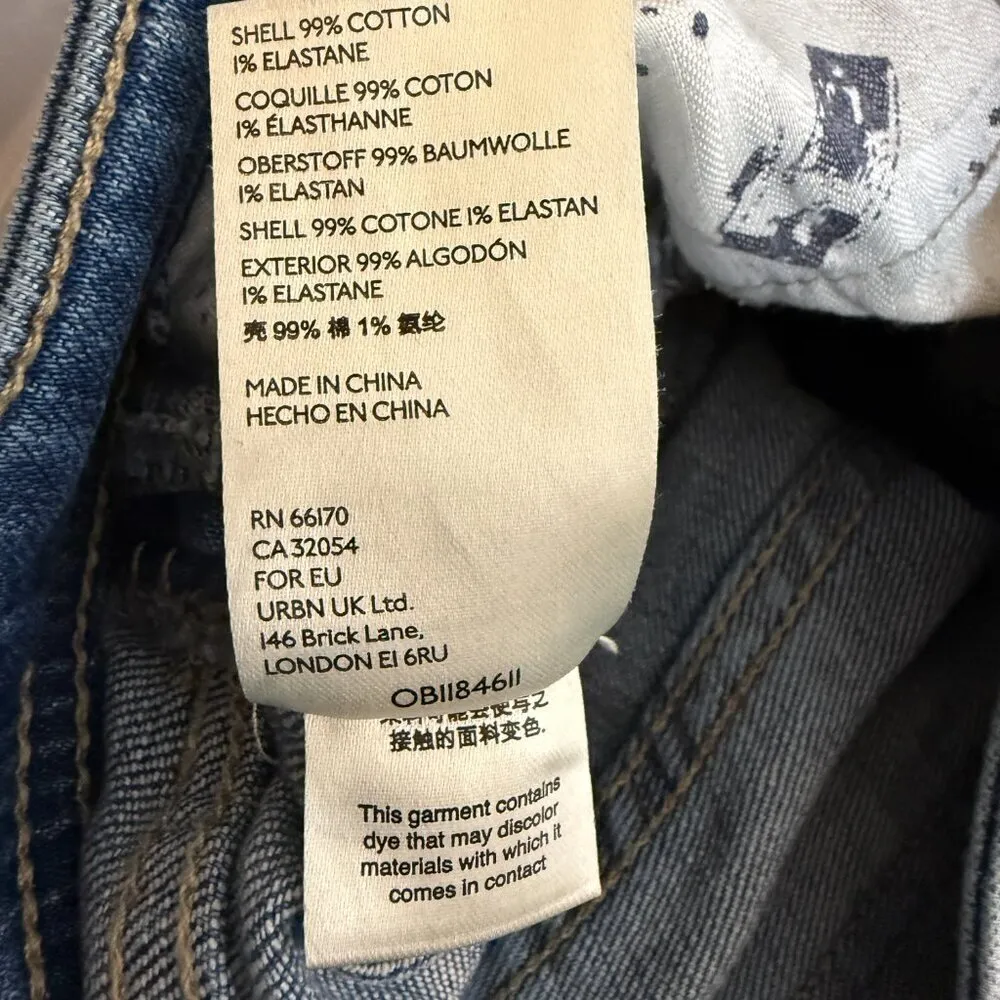 SHELL 99% COTTON
1% ELASTANE
COQUILLE 99% COTON
1% ÉLASTHANNE
OBERSTOFF 99% BAUMWOLLE
1% ELASTAN
SHELL 99% COTONE 1% ELASTAN
EXTERIOR 99% ALGODÓN
1% ELASTANE
壳 99% 棉 1% 氨纶
MADE IN CHINA
HECHO EN CHINA
RN 66170
CA 32054
FOR EU
URBN UK Ltd.
146 Brick Lane,
LONDON E1 6RU
OB1184611
接触的面料变色.
This garment contains
dye that may discolor
materials with which it
comes in contact